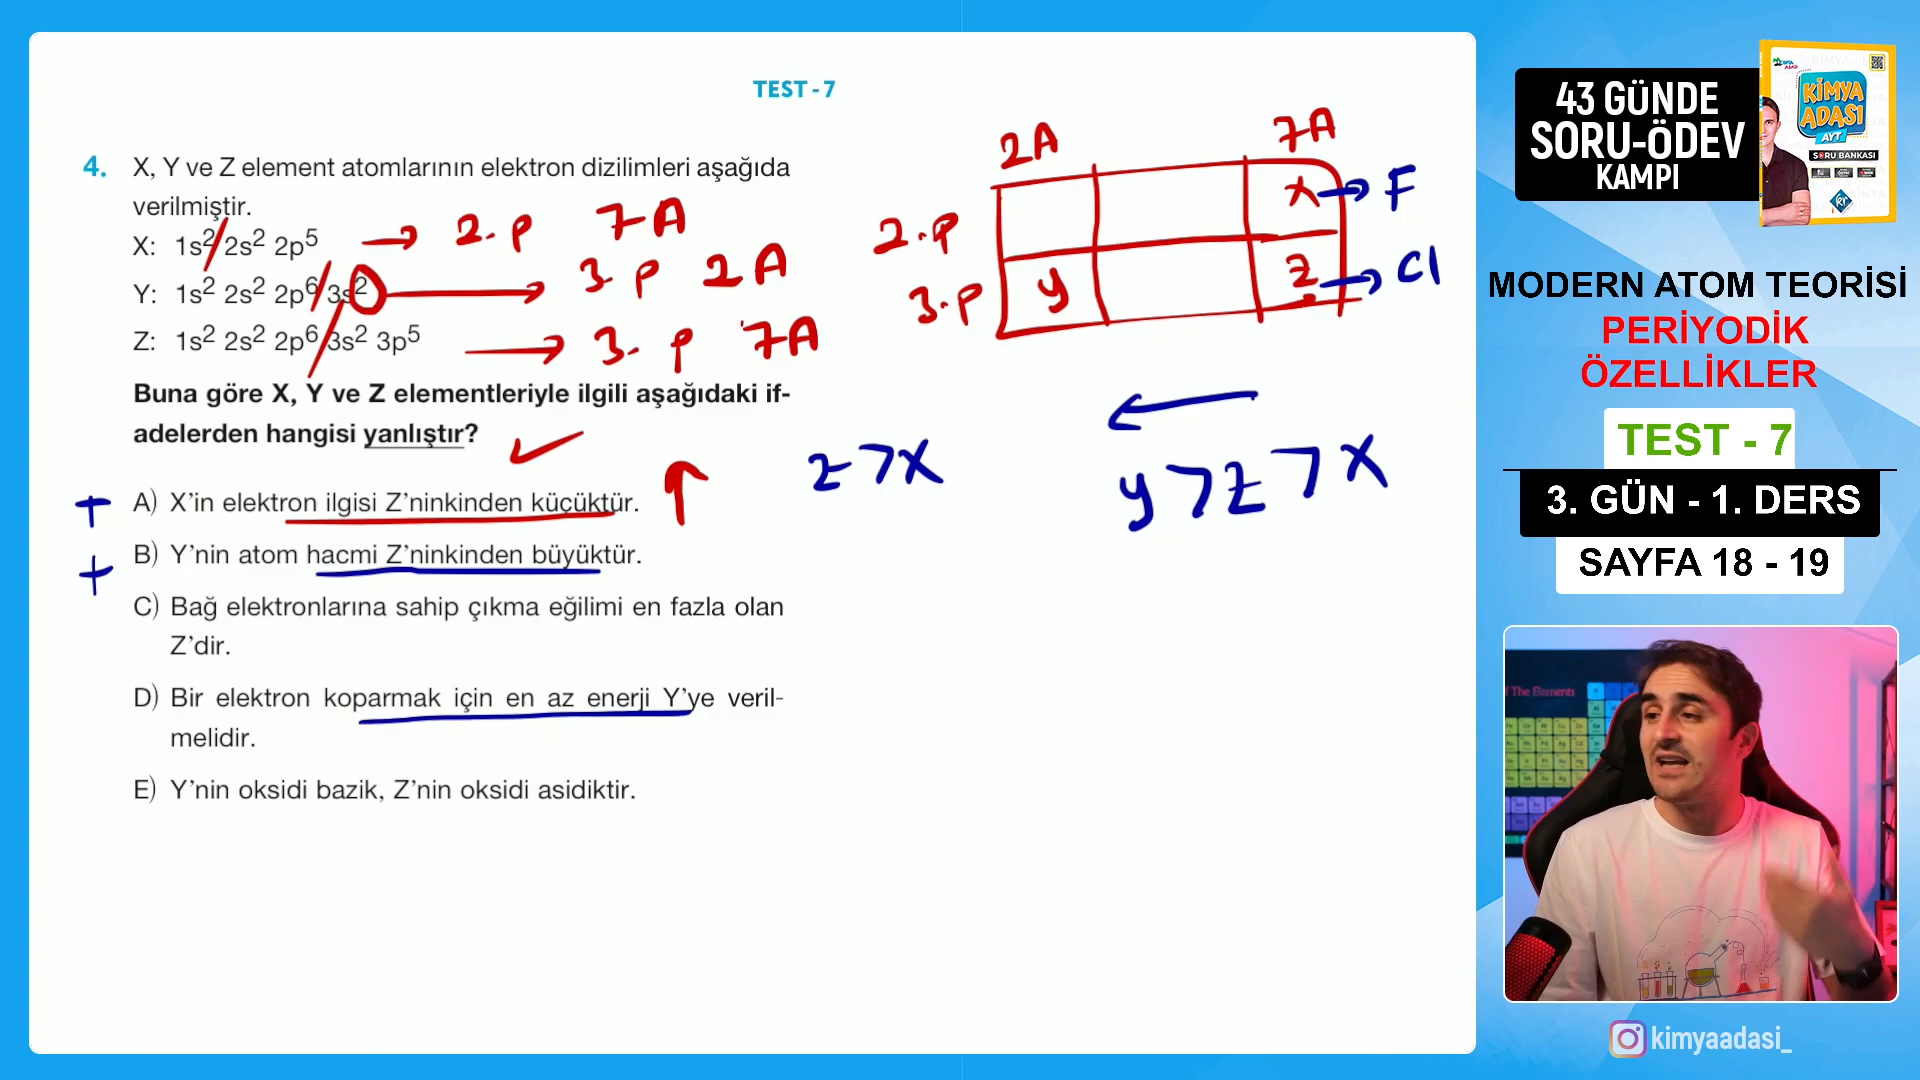 TEST - 7
4. X, Y ve Z element atomlarının elektron dizilimleri aşağıda
verilmiştir.
X: 1s² 2s² 2p⁵ → 2. p 7A
Y: 1s² 2s² 2p⁶ 3s² → 3. p 2A
Z: 1s² 2s² 2p⁶ 3s² 3p⁵ → 3. p 7A
Buna göre X, Y ve Z elementleriyle ilgili aşağıdaki if-
adelerden hangisi yanlıştır?
+ A) X’in elektron ilgisi Z’ninkinden küçüktür.
+ B) Y’nin atom hacmi Z’ninkinden büyüktür.
C) Bağ elektronlarına sahip çıkma eğilimi en fazla olan
Z’dir.
D) Bir elektron koparmak için en az enerji Y’ye veril-
melidir.
E) Y’nin oksidi bazik, Z’nin oksidi asidiktir.
2A 7A
2.p x → F
3.p y z → Cl
z > x
y > z > x
43 GÜNDE
SORU-ÖDEV
KAMPI
KİMYA
ADASI
AYT
SORU BANKASI
MODERN ATOM TEORİSİ
PERİYODİK
ÖZELLİKLER
TEST - 7
3. GÜN - 1. DERS
SAYFA 18 - 19
The Elements
kimyaadasi_